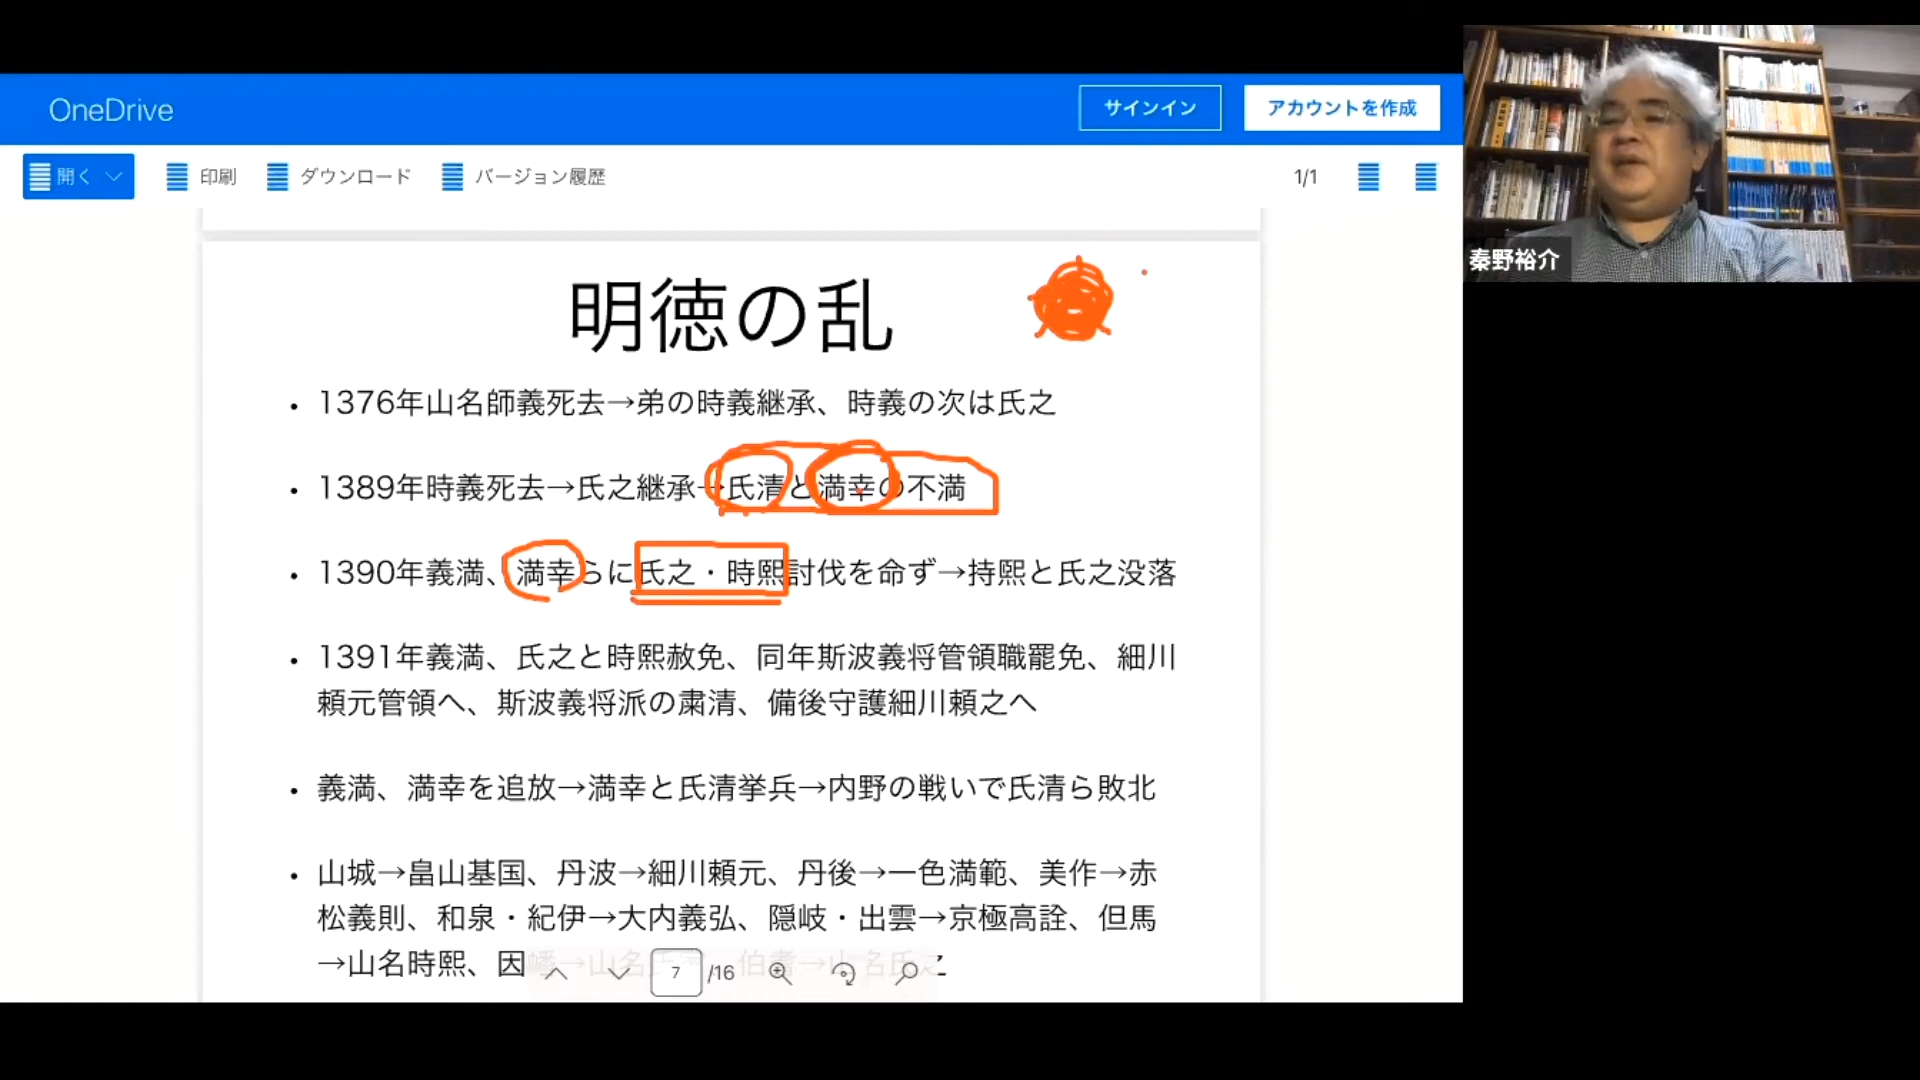 OneDrive
サインイン
アカウントを作成
開く
印刷
ダウンロード
バージョン履歴
1/1
秦野裕介
明徳の乱
• 1376年山名師義死去→弟の時義継承、時義の次は氏之
• 1389年時義死去→氏之継承→氏清と満幸の不満
• 1390年義満、満幸らに氏之・時熙討伐を命ず→持熙と氏之没落
• 1391年義満、氏之と時熙赦免、同年斯波義将管領職罷免、細川
頼元管領へ、斯波義将派の粛清、備後守護細川頼之へ
• 義満、満幸を追放→満幸と氏清挙兵→内野の戦いで氏清ら敗北
• 山城→畠山基国、丹波→細川頼元、丹後→一色満範、美作→赤
松義則、和泉・紀伊→大内義弘、隠岐・出雲→京極高詮、但馬
→山名時熙、因幡→山名氏 伯耆→山名氏之
7 /16